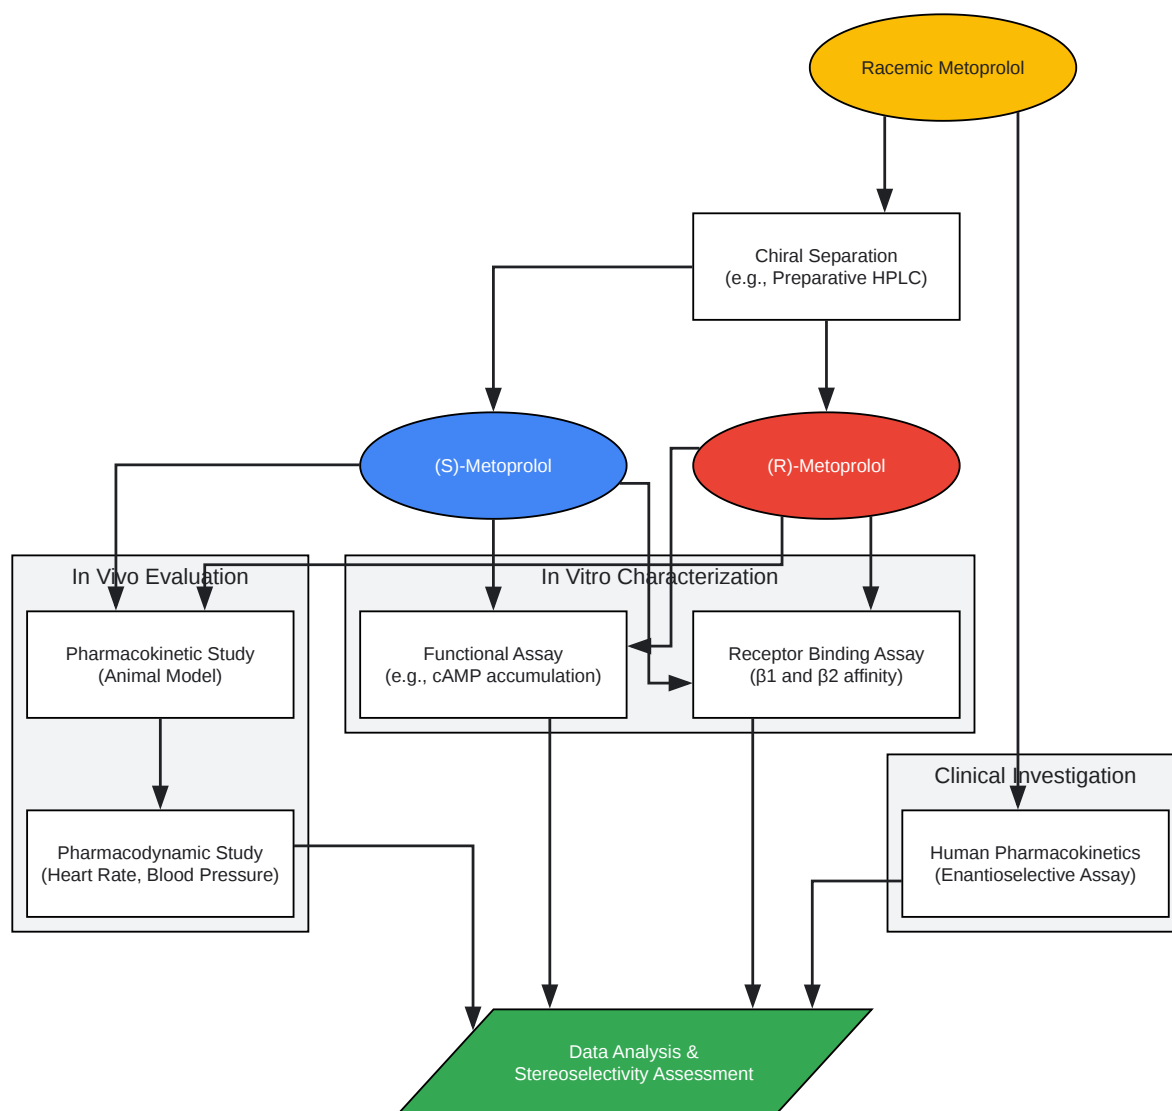 Racemic Metoprolol
Chiral Separation
(e.g., Preparative HPLC)
(S)-Metoprolol
(R)-Metoprolol
In Vivo Evaluation
In Vitro Characterization
Pharmacokinetic Study
(Animal Model)
Functional Assay
(e.g., cAMP accumulation)
Receptor Binding Assay
(β1 and β2 affinity)
Clinical Investigation
Pharmacodynamic Study
(Heart Rate, Blood Pressure)
Human Pharmacokinetics
(Enantioselective Assay)
Data Analysis &
Stereoselectivity Assessment